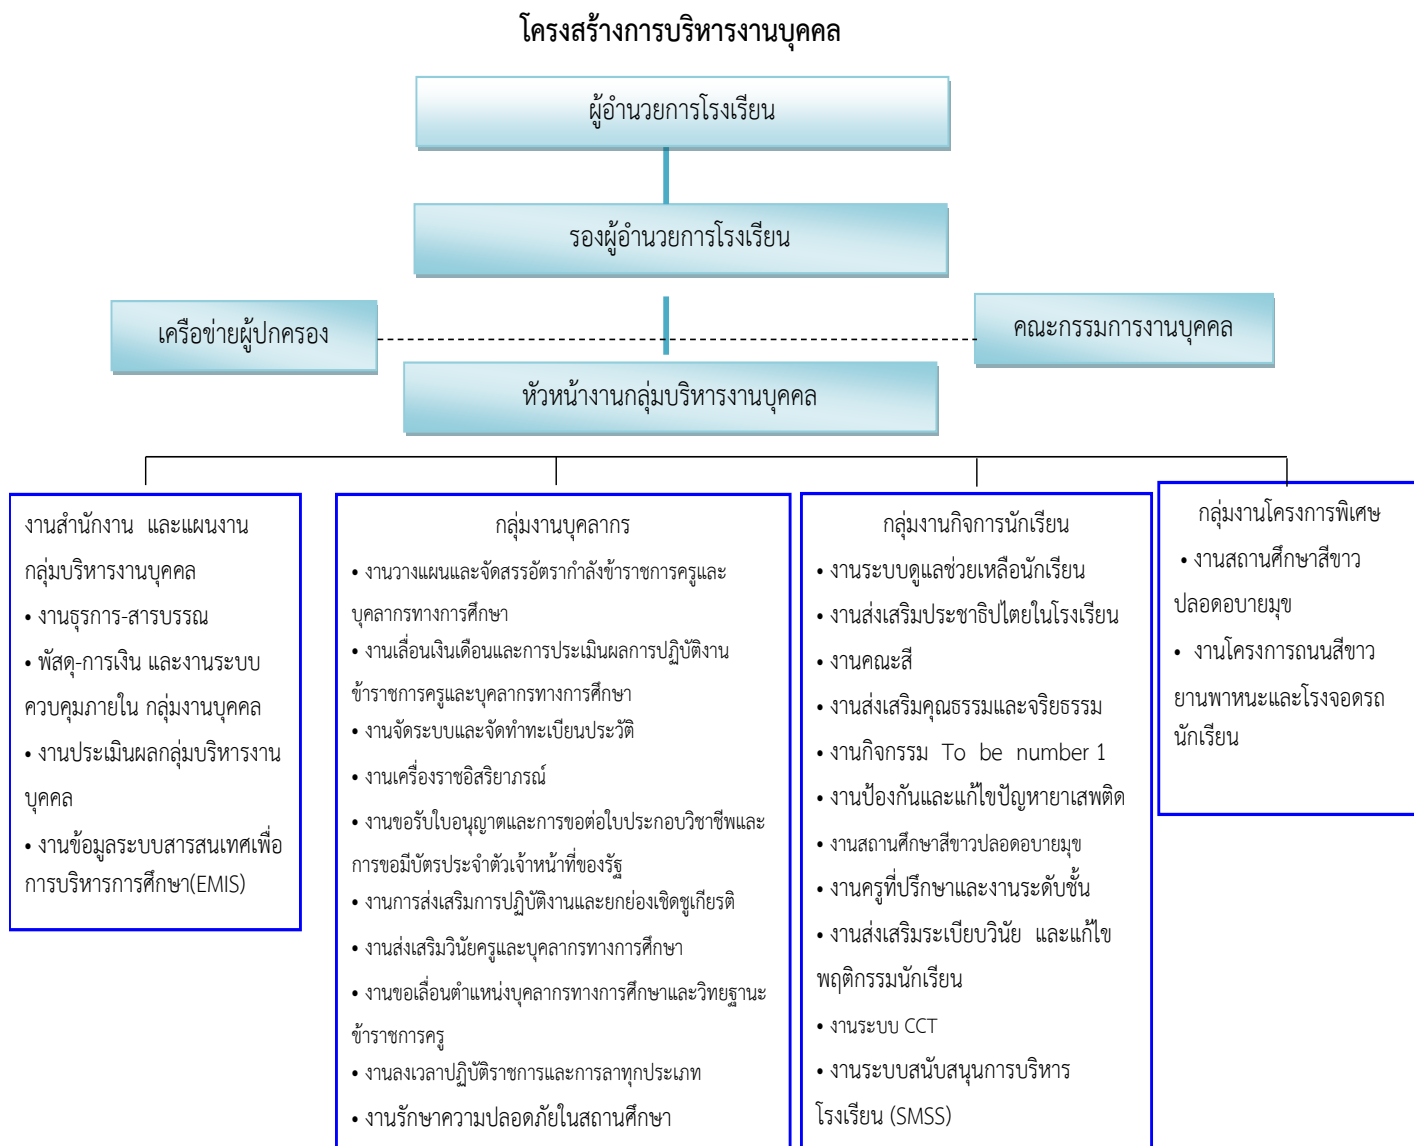 โครงสร้างการบริหารงานบุคคล
ผู้อำนวยการโรงเรียน
รองผู้อำนวยการโรงเรียน
เครือข่ายผู้ปกครอง
คณะกรรมการงานบุคคล
หัวหน้างานกลุ่มบริหารงานบุคคล
งานสำนักงาน และแผนงาน
กลุ่มบริหารงานบุคคล
• งานธุรการ-สารบรรณ
• พัสดุ-การเงิน และงานระบบ
ควบคุมภายใน กลุ่มงานบุคคล
• งานประเมินผลกลุ่มบริหารงาน
บุคคล
• งานข้อมูลระบบสารสนเทศเพื่อ
การบริหารการศึกษา(EMIS)
กลุ่มงานบุคลากร
• งานวางแผนและจัดสรรอัตรากำลังข้าราชการครูและ
บุคลากรทางการศึกษา
• งานเลื่อนเงินเดือนและการประเมินผลการปฏิบัติงาน
ข้าราชการครูและบุคลากรทางการศึกษา
• งานจัดระบบและจัดทำทะเบียนประวัติ
• งานเครื่องราชอิสริยาภรณ์
• งานขอรับใบอนุญาตและการขอต่อใบประกอบวิชาชีพและ
การขอมีบัตรประจำตัวเจ้าหน้าที่ของรัฐ
• งานการส่งเสริมการปฏิบัติงานและยกย่องเชิดชูเกียรติ
• งานส่งเสริมวินัยครูและบุคลากรทางการศึกษา
• งานขอเลื่อนตำแหน่งบุคลากรทางการศึกษาและวิทยฐานะ
ข้าราชการครู
• งานลงเวลาปฏิบัติราชการและการลาทุกประเภท
• งานรักษาความปลอดภัยในสถานศึกษา
กลุ่มงานกิจการนักเรียน
• งานระบบดูแลช่วยเหลือนักเรียน
• งานส่งเสริมประชาธิปไตยในโรงเรียน
• งานคณะสี
• งานส่งเสริมคุณธรรมและจริยธรรม
• งานกิจกรรม To be number 1
• งานป้องกันและแก้ไขปัญหายาเสพติด
• งานสถานศึกษาสีขาวปลอดอบายมุข
• งานครูที่ปรึกษาและงานระดับชั้น
• งานส่งเสริมระเบียบวินัย และแก้ไข
พฤติกรรมนักเรียน
• งานระบบ CCT
• งานระบบสนับสนุนการบริหาร
โรงเรียน (SMSS)
กลุ่มงานโครงการพิเศษ
• งานสถานศึกษาสีขาว
ปลอดอบายมุข
• งานโครงการถนนสีขาว
ยานพาหนะและโรงจอดรถ
นักเรียน